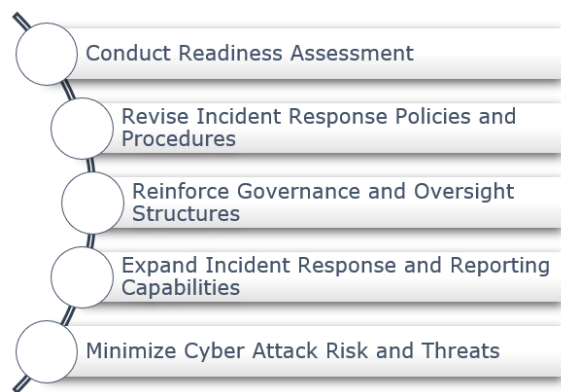 Conduct Readiness Assessment
Revise Incident Response Policies and
Procedures
Reinforce Governance and Oversight
Structures
Expand Incident Response and Reporting
Capabilities
Minimize Cyber Attack Risk and Threats